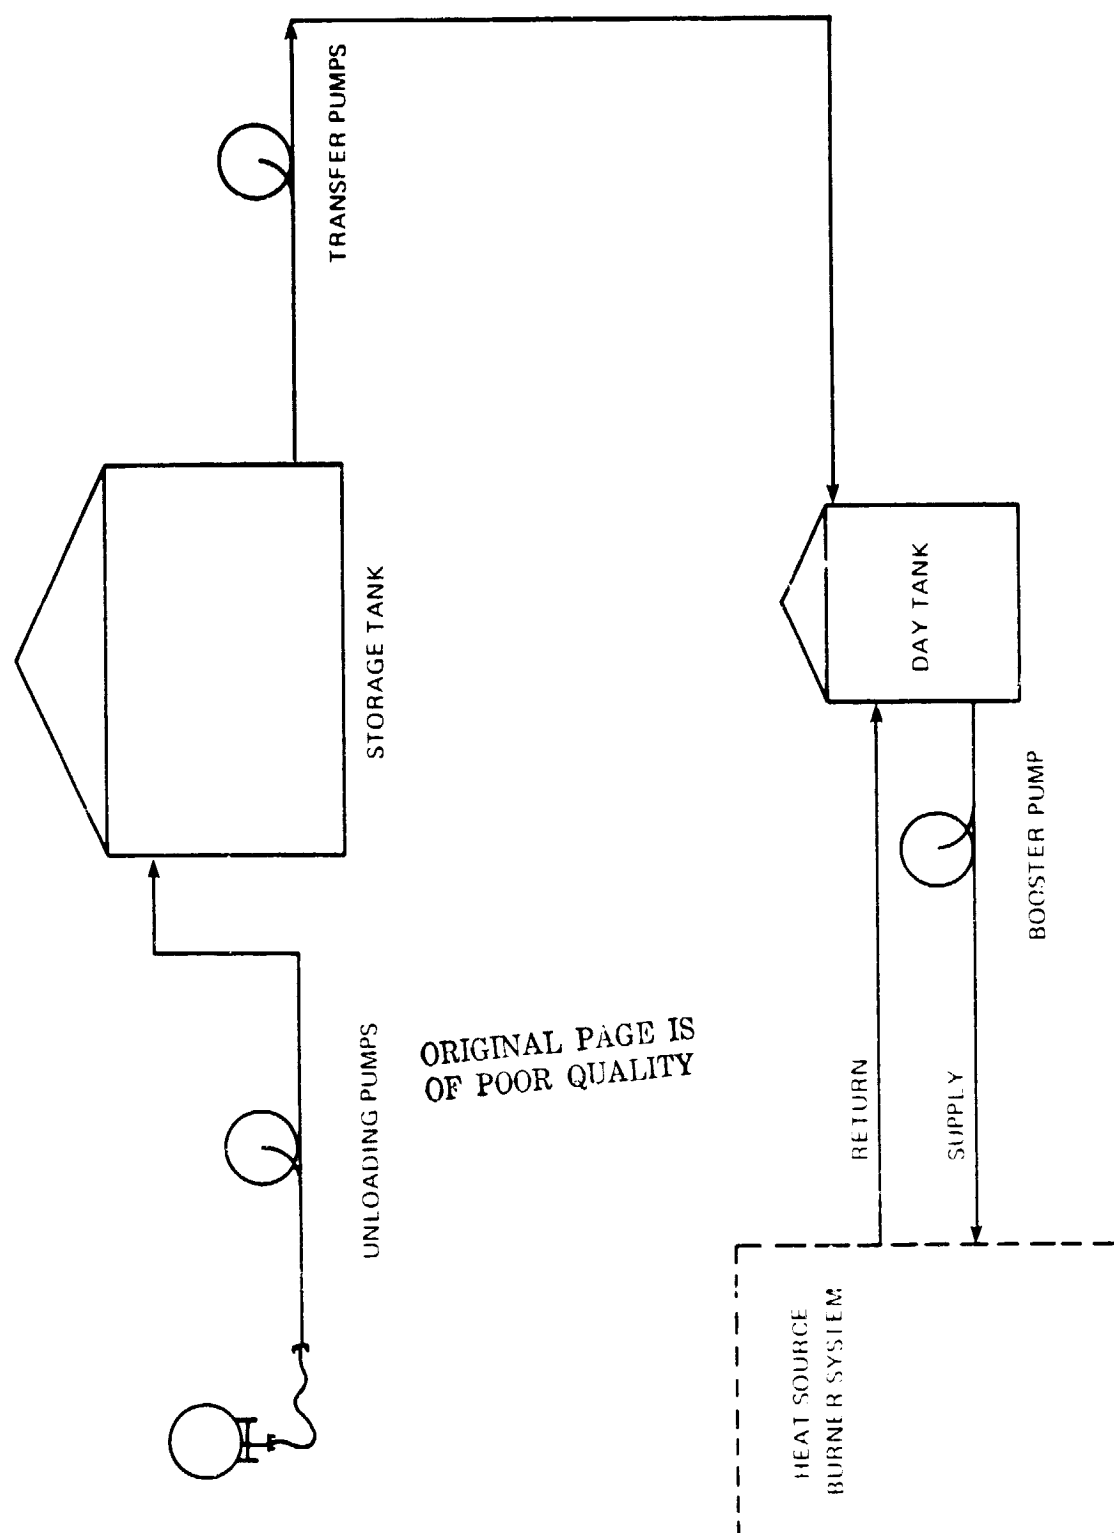 TRANSFER PUMPS
STORAGE TANK
UNLOADING PUMPS
ORIGINAL PAGE IS
OF POOR QUALITY
DAY TANK
BOOSTER PUMP
RETURN
SUPPLY
HEAT SOURCE
BURNER SYSTEM